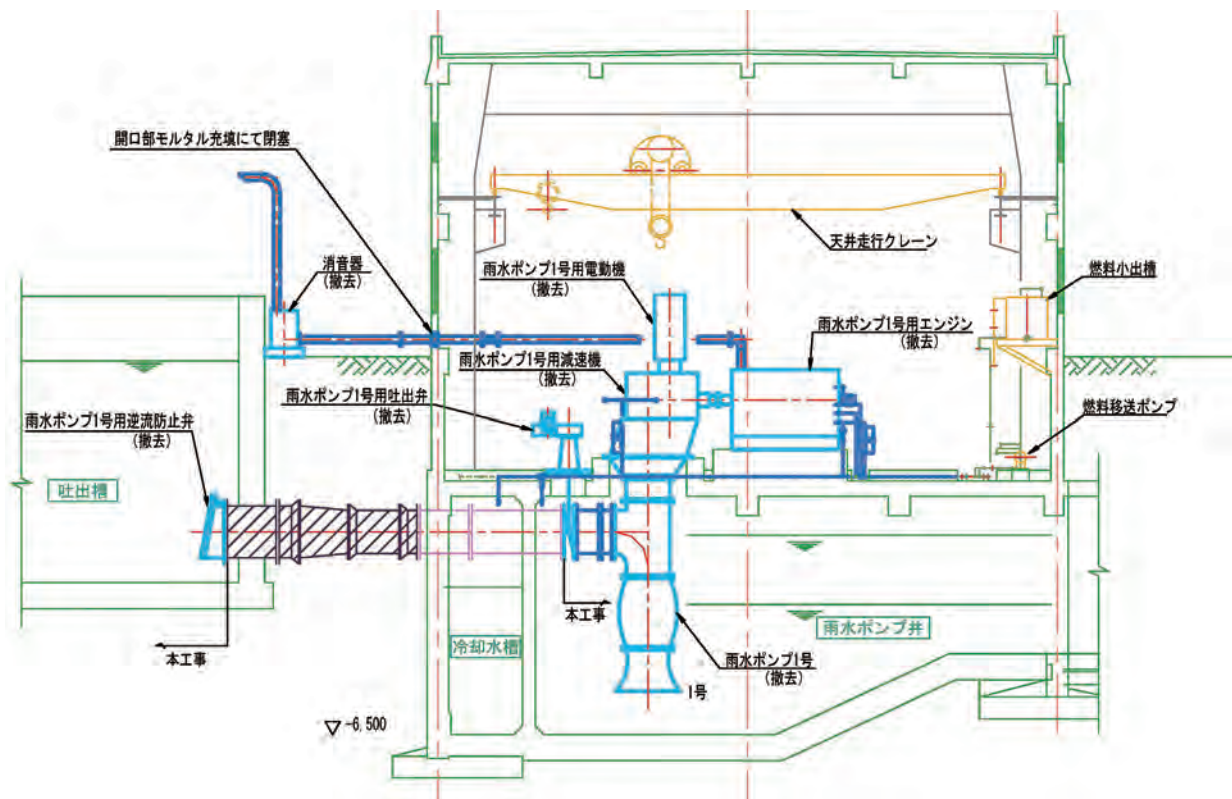 開口部モルタル充填にて閉塞
天井走行クレーン
消音器
(撤去)
雨水ポンプ1号用電動機
(撤去)
燃料小出槽
雨水ポンプ1号用エンジン
(撤去)
雨水ポンプ1号用減速機
(撤去)
雨水ポンプ1号用吐出弁
(撤去)
燃料移送ポンプ
雨水ポンプ1号用逆流防止弁
(撤去)
吐出槽
本工事
冷却水槽
雨水ポンプ井
本工事
雨水ポンプ1号
(撤去)
1号
▽-6,500